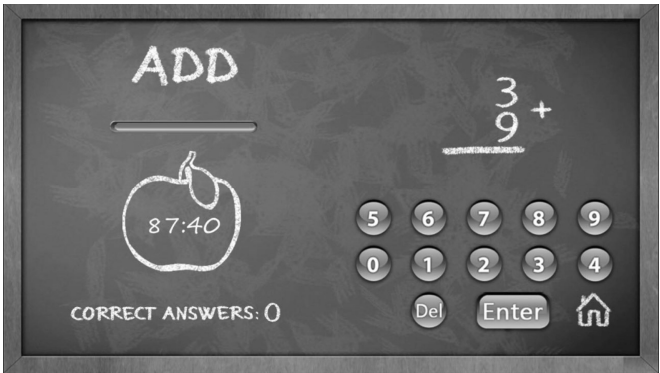 ADD
3
+
9
87:40
5 6 7 8 9
0 1 2 3 4
CORRECT ANSWERS: 0
Del Enter